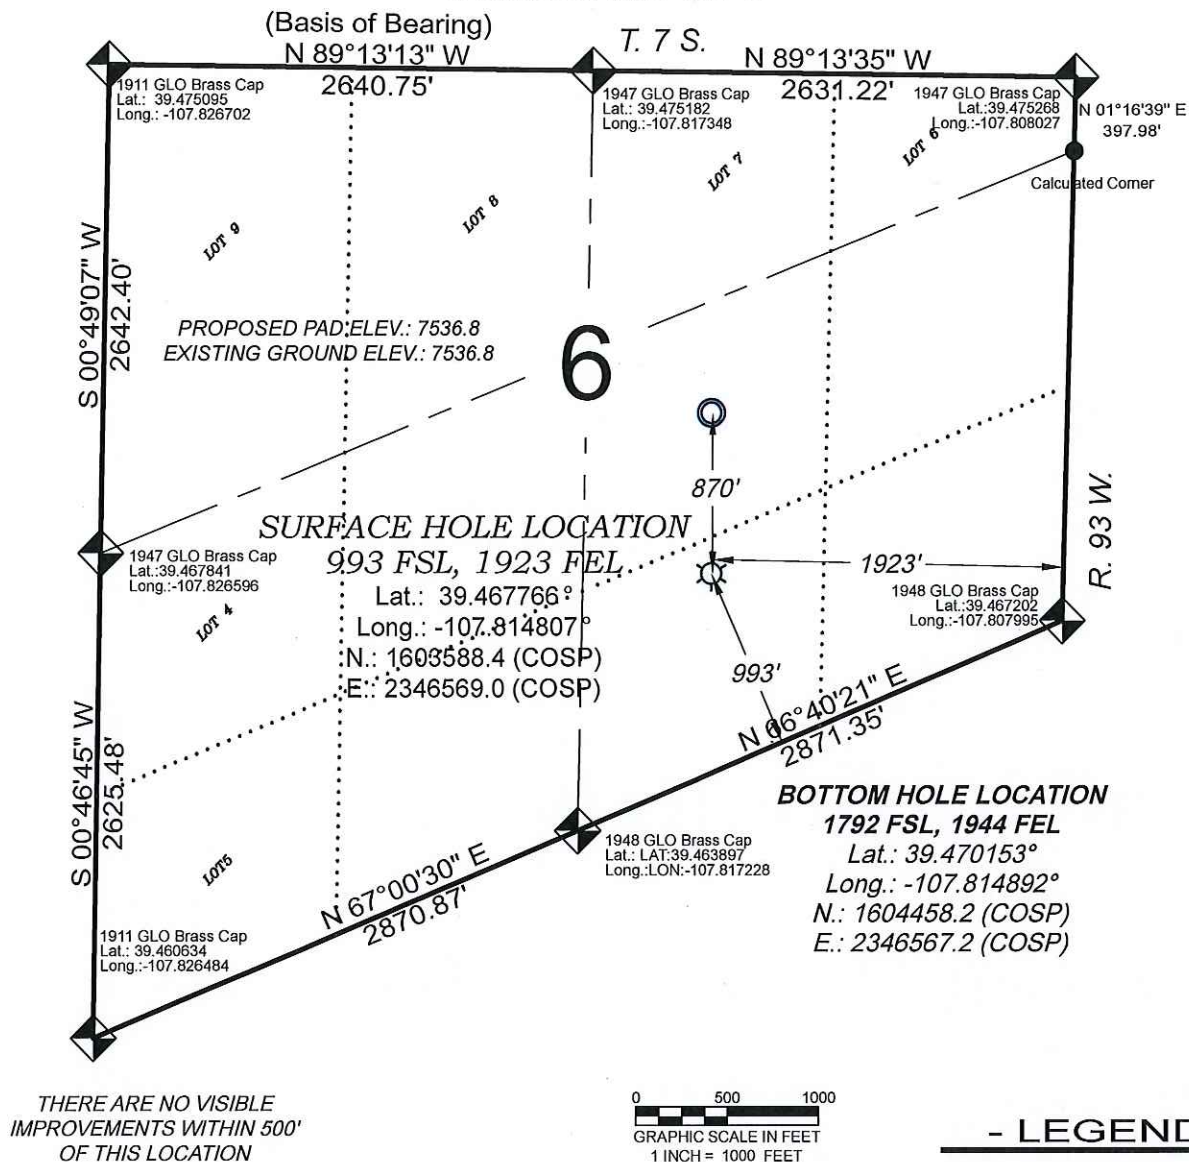 (Basis of Bearing)
T. 7 S.
N 89°13'13" W
2640.75'
N 89°13'35" W
2631.22'
1911 GLO Brass Cap
Lat.: 39.475095
Long.: -107.826702
1947 GLO Brass Cap
Lat.:39.475182
Long.:-107.817348
1947 GLO Brass Cap
Lat.:39.475268
Long.:-107.808027
N 01°16'39" E
397.98'
Calculated Corner
LOT 6
LOT 7
LOT 8
LOT 9
S 00°49'07" W
2642.40'
PROPOSED PAD ELEV.: 7536.8
EXISTING GROUND ELEV.: 7536.8
6
870'
R. 93 W.
SURFACE HOLE LOCATION
993 FSL, 1923 FEL
Lat.: 39.467766°
Long.: -107.814807°
N.: 1603588.4 (COSP)
E.: 2346569.0 (COSP)
1947 GLO Brass Cap
Lat.:39.467841
Long.:-107.826596
1923'
1948 GLO Brass Cap
Lat.:39.467202
Long.:-107.807995
LOT 4
993'
S 00°46'45" W
2625.48'
N 66°40'21" E
2871.35'
BOTTOM HOLE LOCATION
1792 FSL, 1944 FEL
Lat.: 39.470153°
Long.: -107.814892°
N.: 1604458.2 (COSP)
E.: 2346567.2 (COSP)
1948 GLO Brass Cap
Lat.: LAT:39.463897
Long.:LON:-107.817228
LOT5
N 67°00'30" E
2870.87'
1911 GLO Brass Cap
Lat.: 39.460634
Long.:-107.826484
THERE ARE NO VISIBLE
IMPROVEMENTS WITHIN 500'
OF THIS LOCATION
0 500 1000
GRAPHIC SCALE IN FEET
1 INCH = 1000 FEET
- LEGEND